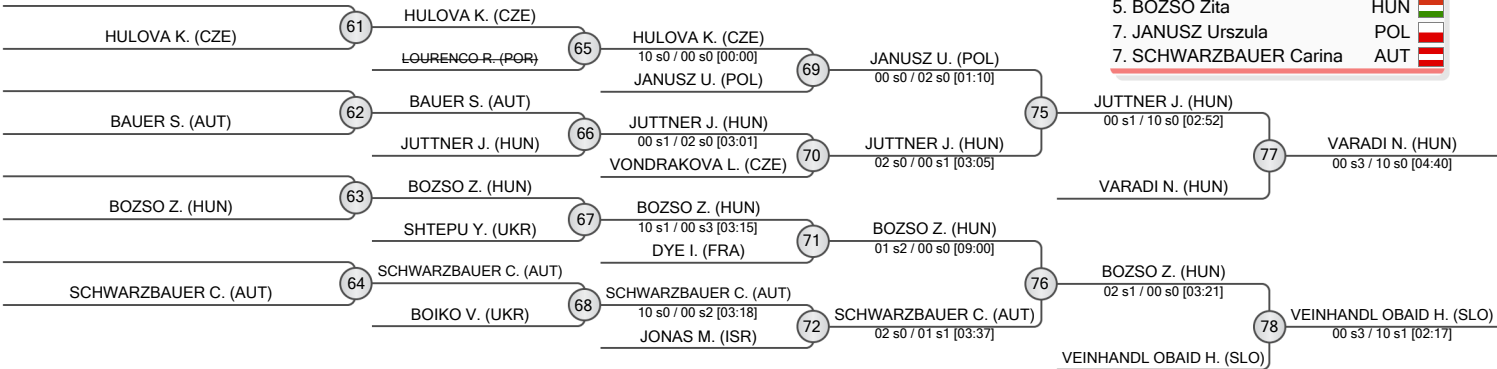 5. BOZSO Zita HUN
7. JANUSZ Urszula POL
7. SCHWARZBAUER Carina AUT
HULOVA K. (CZE)
61
BAUER S. (AUT)
62
BOZSO Z. (HUN)
63
SCHWARZBAUER C. (AUT)
64
HULOVA K. (CZE)
LOURENCO R. (POR)
65
BAUER S. (AUT)
JUTTNER J. (HUN)
66
BOZSO Z. (HUN)
SHTEPU Y. (UKR)
67
SCHWARZBAUER C. (AUT)
BOIKO V. (UKR)
68
HULOVA K. (CZE)
10 s0 / 00 s0 [00:00]
JANUSZ U. (POL)
69
JUTTNER J. (HUN)
00 s1 / 02 s0 [03:01]
VONDRAKOVA L. (CZE)
70
BOZSO Z. (HUN)
10 s1 / 00 s3 [03:15]
DYE I. (FRA)
71
SCHWARZBAUER C. (AUT)
10 s0 / 00 s2 [03:18]
JONAS M. (ISR)
72
JANUSZ U. (POL)
00 s0 / 02 s0 [01:10]
75
JUTTNER J. (HUN)
02 s0 / 00 s1 [03:05]
BOZSO Z. (HUN)
01 s2 / 00 s0 [09:00]
76
SCHWARZBAUER C. (AUT)
02 s0 / 01 s1 [03:37]
JUTTNER J. (HUN)
00 s1 / 10 s0 [02:52]
77
VARADI N. (HUN)
BOZSO Z. (HUN)
02 s1 / 00 s0 [03:21]
78
VEINHANDL OBAID H. (SLO)
VARADI N. (HUN)
00 s3 / 10 s0 [04:40]
VEINHANDL OBAID H. (SLO)
00 s3 / 10 s1 [02:17]